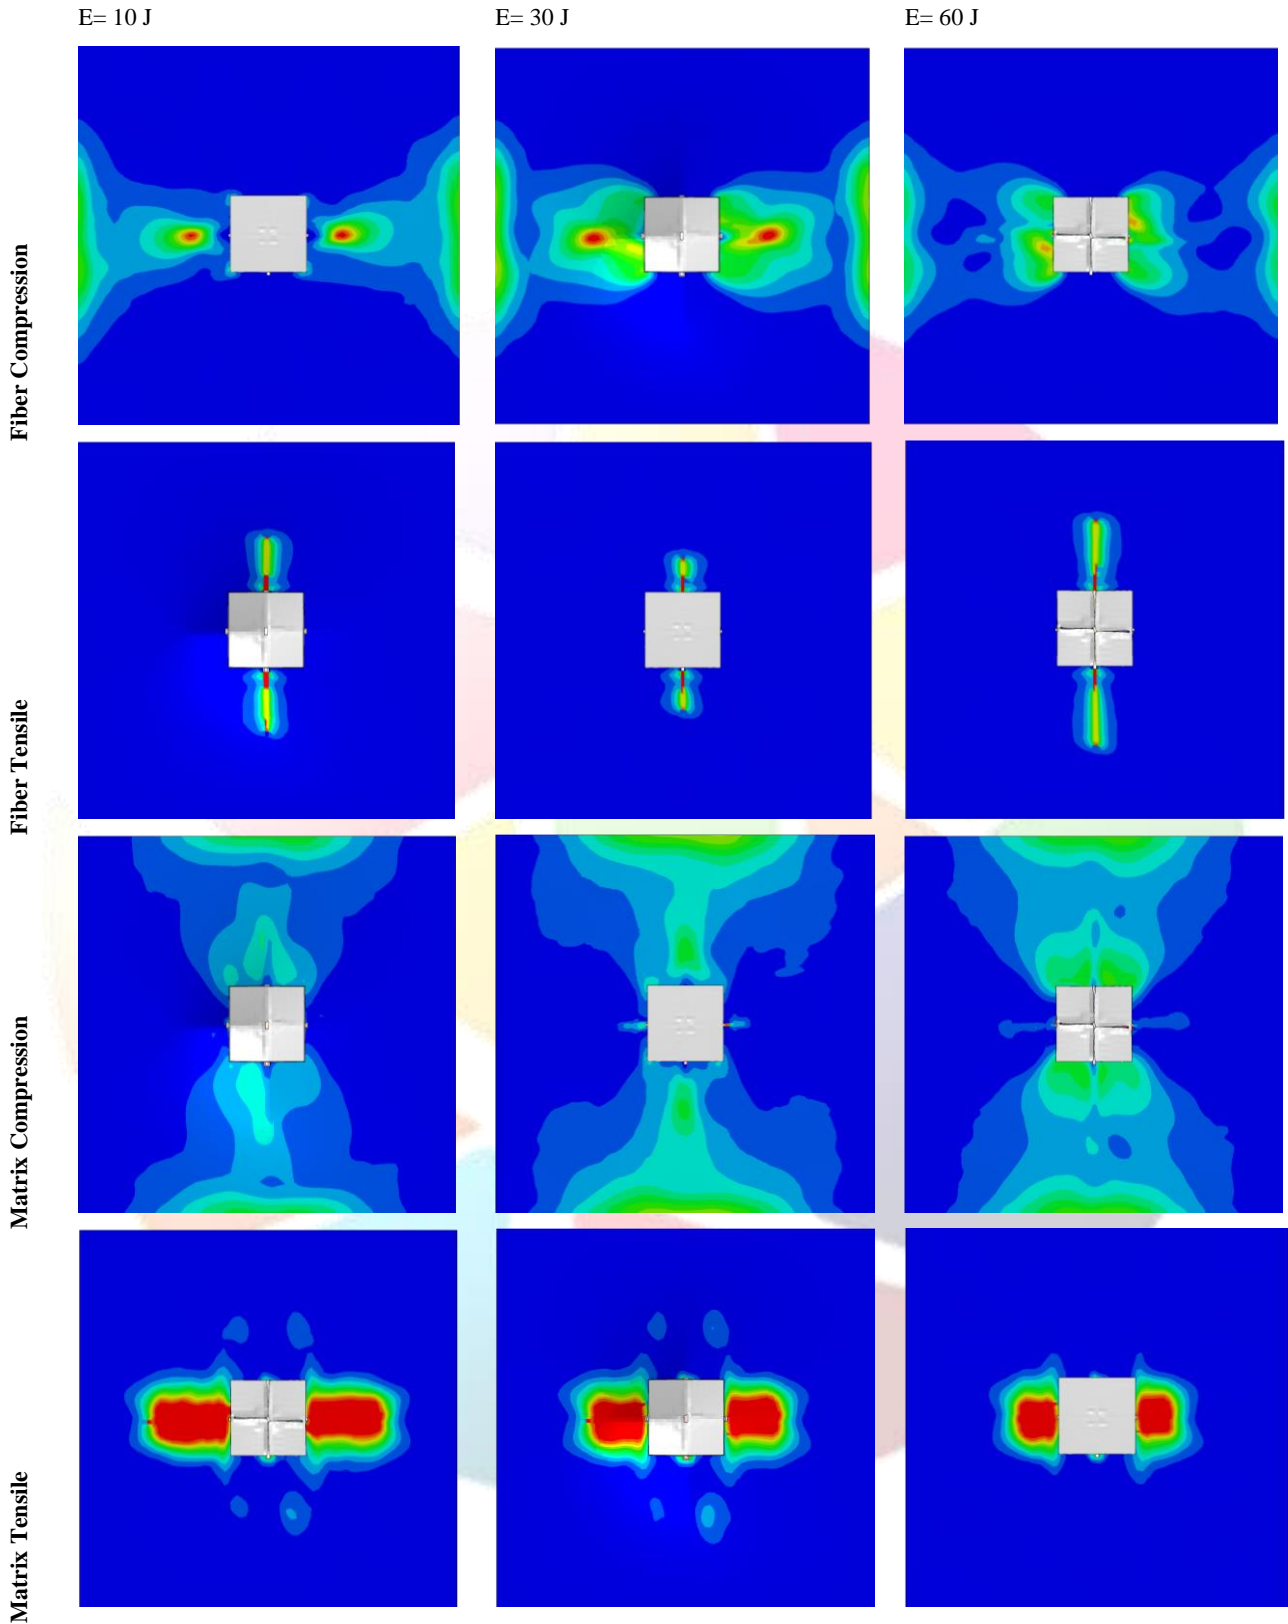 E= 10 J
E= 30 J
E= 60 J
Fiber Compression
Fiber Tensile
Matrix Compression
Matrix Tensile